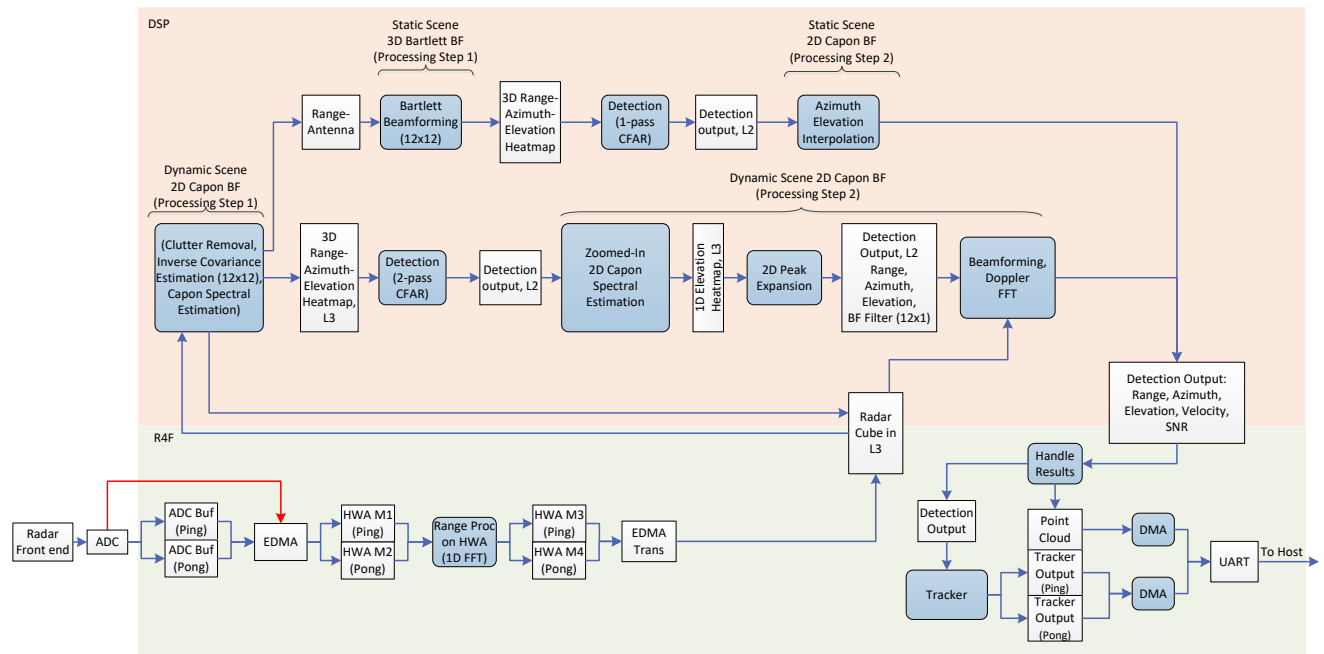 DSP
Static Scene
3D Bartlett BF
(Processing Step 1)
Static Scene
2D Capon BF
(Processing Step 2)
Range-
Antenna
Bartlett
Beamforming
(12x12)
3D Range-
Azimuth-
Elevation
Heatmap
Detection
(1-pass
CFAR)
Detection
output, L2
Azimuth
Elevation
Interpolation
Dynamic Scene
2D Capon BF
(Processing Step 1)
Dynamic Scene 2D Capon BF
(Processing Step 2)
(Clutter Removal,
Inverse Covariance
Estimation (12x12),
Capon Spectral
Estimation)
3D
Range-
Azimuth-
Elevation
Heatmap,
L3
Detection
(2-pass
CFAR)
Detection
output, L2
Zoomed-In
2D Capon
Spectral
Estimation
1D Elevation
Heatmap, L3
2D Peak
Expansion
Detection
Output, L2
Range,
Azimuth,
Elevation,
BF Filter (12x1)
Beamforming,
Doppler
FFT
Detection Output:
Range, Azimuth,
Elevation, Velocity,
SNR
Radar
Cube in
L3
R4F
Radar
Front end
ADC
ADC Buf
(Ping)
ADC Buf
(Pong)
EDMA
HWA M1
(Ping)
HWA M2
(Pong)
Range Proc
on HWA
(1D FFT)
HWA M3
(Ping)
HWA M4
(Pong)
EDMA
Trans
Handle
Results
Detection
Output
Tracker
Point
Cloud
Tracker
Output
(Ping)
Tracker
Output
(Pong)
DMA
DMA
UART
To Host